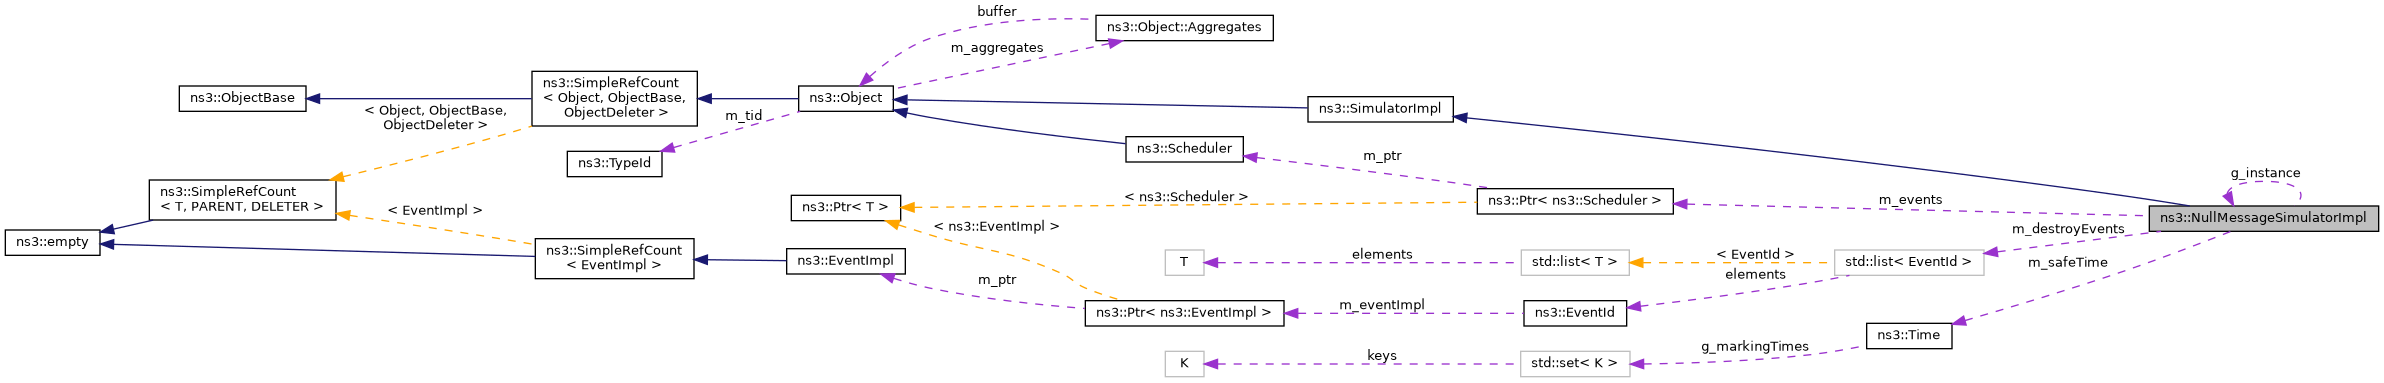 buffer
ns3::Object::Aggregates
m_aggregates
ns3::SimpleRefCount
< Object, ObjectBase,
ObjectDeleter >
ns3::ObjectBase
ns3::Object
ns3::SimulatorImpl
< Object, ObjectBase,
ObjectDeleter >
m_tid
ns3::Scheduler
m_ptr
ns3::TypeId
g_instance
ns3::SimpleRefCount
< T, PARENT, DELETER >
< EventImpl >
ns3::Ptr< T >
< ns3::Scheduler >
ns3::Ptr< ns3::Scheduler >
m_events
ns3::NullMessageSimulatorImpl
ns3::empty
< ns3::EventImpl >
m_destroyEvents
ns3::SimpleRefCount
< EventImpl >
ns3::EventImpl
T
elements
std::list< T >
< EventId >
std::list< EventId >
m_safeTime
elements
m_ptr
ns3::Ptr< ns3::EventImpl >
m_eventImpl
ns3::EventId
ns3::Time
g_markingTimes
K
keys
std::set< K >